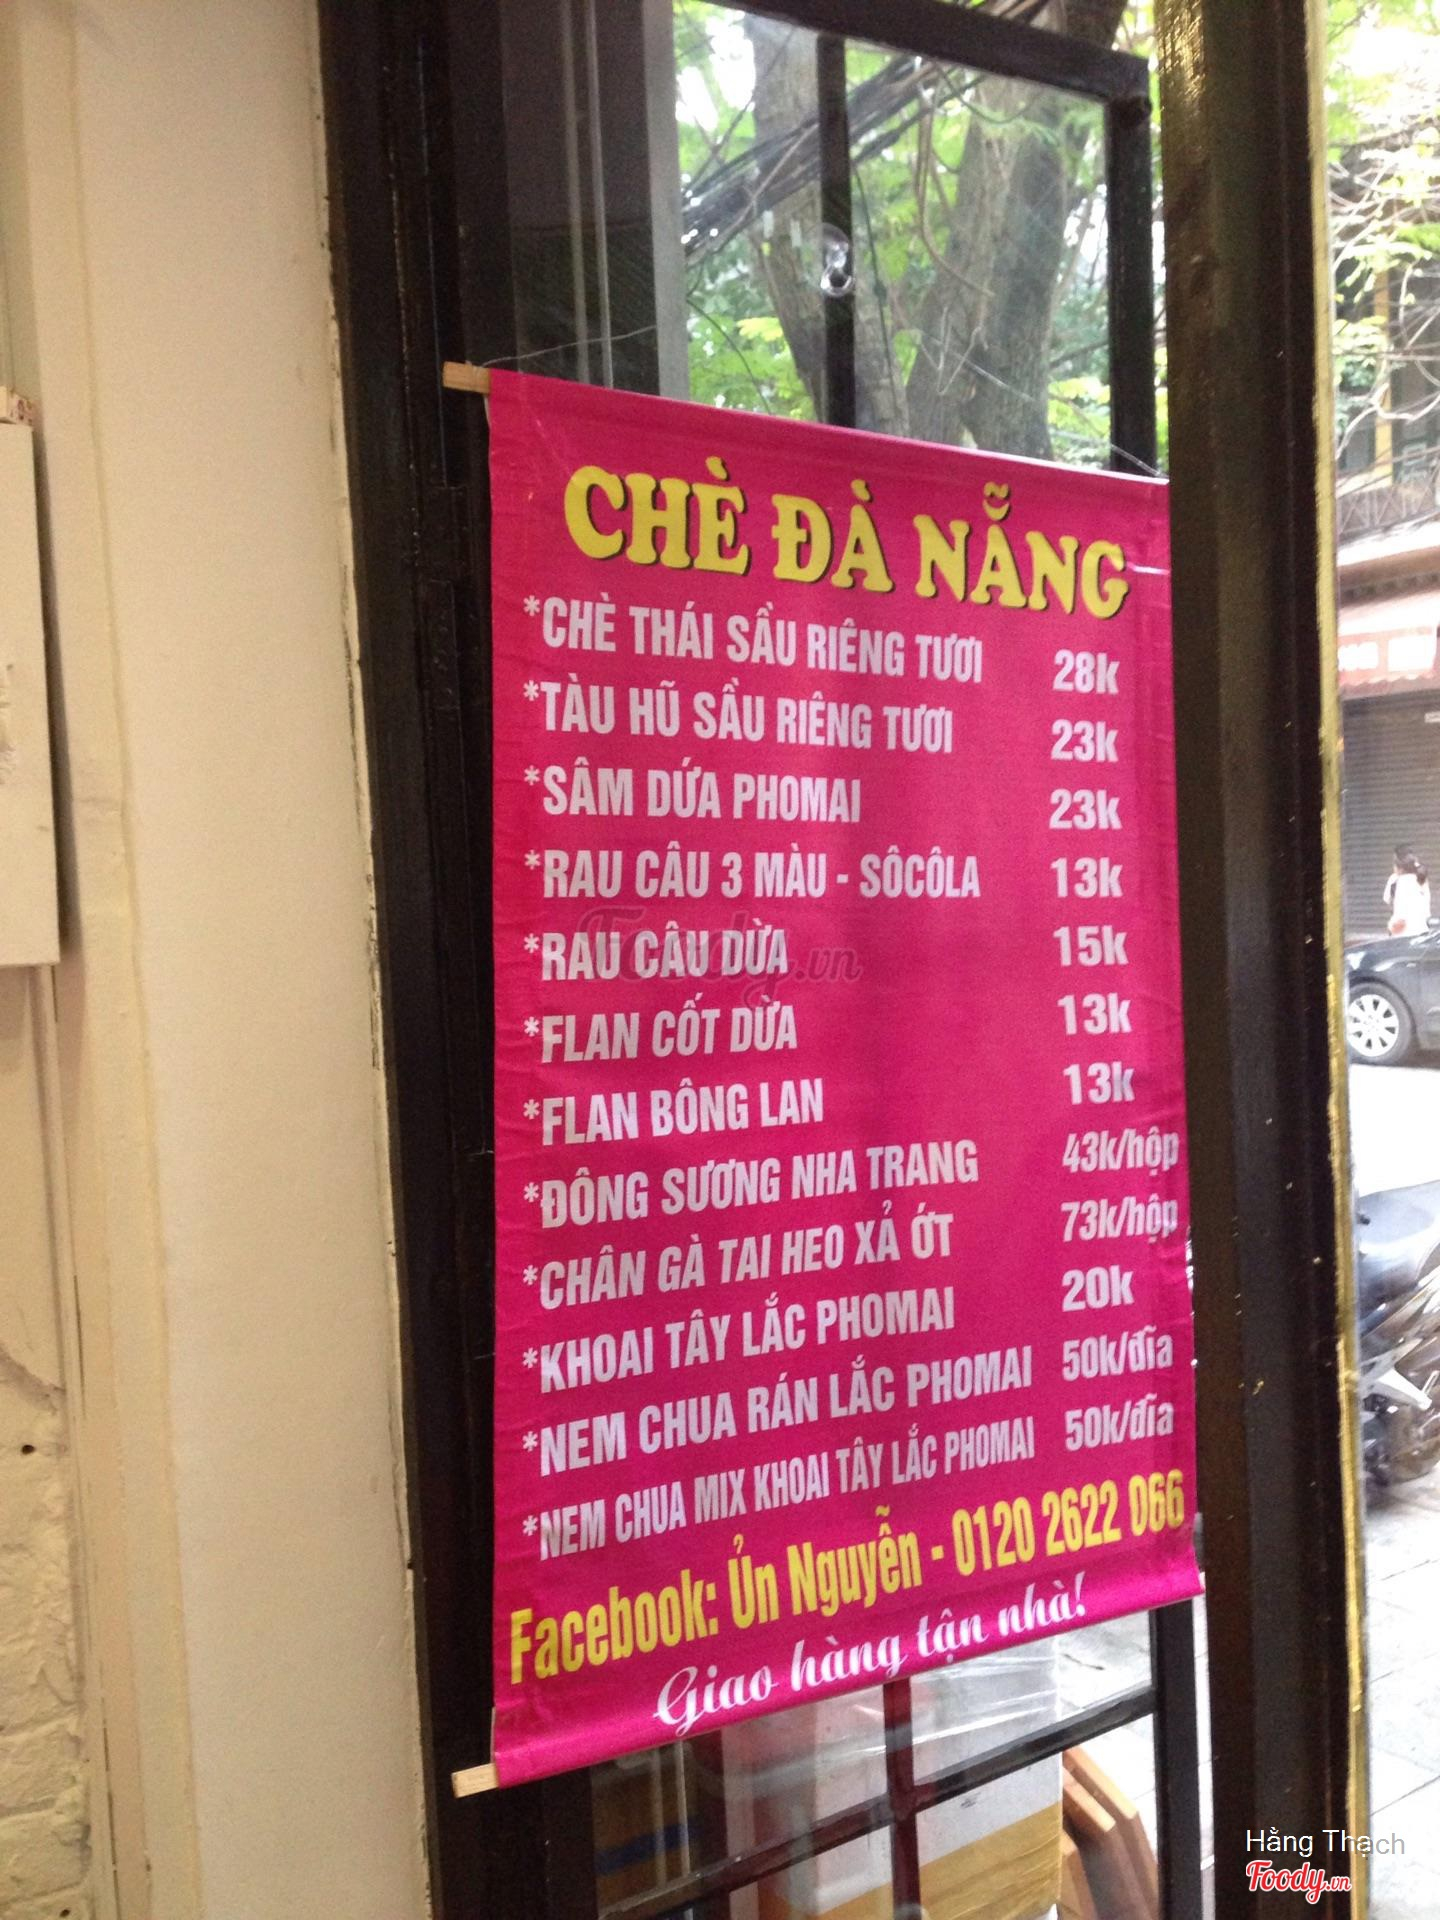 CHÈ ĐÀ NẴNG
*CHÈ THÁI SẦU RIÊNG TƯƠI 28k
*TÀU HŨ SẦU RIÊNG TƯƠI 23k
*SÂM DỨA PHOMAI 23k
*RAU CÂU 3 MÀU - SÔCÔLA 13k
*RAU CÂU DỪA 15k
*FLAN CỐT DỪA 13k
*FLAN BÔNG LAN 13k
*ĐÔNG SƯƠNG NHA TRANG 43k/hộp
*CHÂN GÀ TAI HEO XẢ ỚT 73k/hộp
*KHOAI TÂY LẮC PHOMAI 20k
*NEM CHUA RÁN LẮC PHOMAI 50k/đĩa
*NEM CHUA MIX KHOAI TÂY LẮC PHOMAI 50k/đĩa
Facebook: Ủn Nguyễn - 0120 2622 066
Giao hàng tận nhà!
Foody.vn
Hằng Thạch
Foody.vn